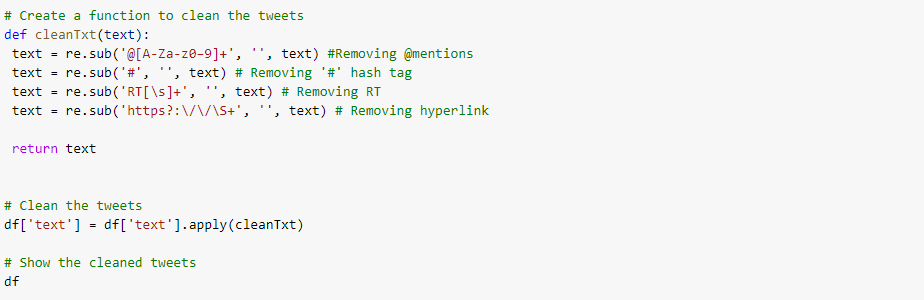 # Create a function to clean the tweets
def cleanTxt(text):
 text = re.sub('@[A-Za-z0–9]+', '', text) #Removing @mentions
 text = re.sub('#', '', text) # Removing '#' hash tag
 text = re.sub('RT[\s]+', '', text) # Removing RT
 text = re.sub('https?:\/\/\S+', '', text) # Removing hyperlink
 return text
# Clean the tweets
df['text'] = df['text'].apply(cleanTxt)
# Show the cleaned tweets
df